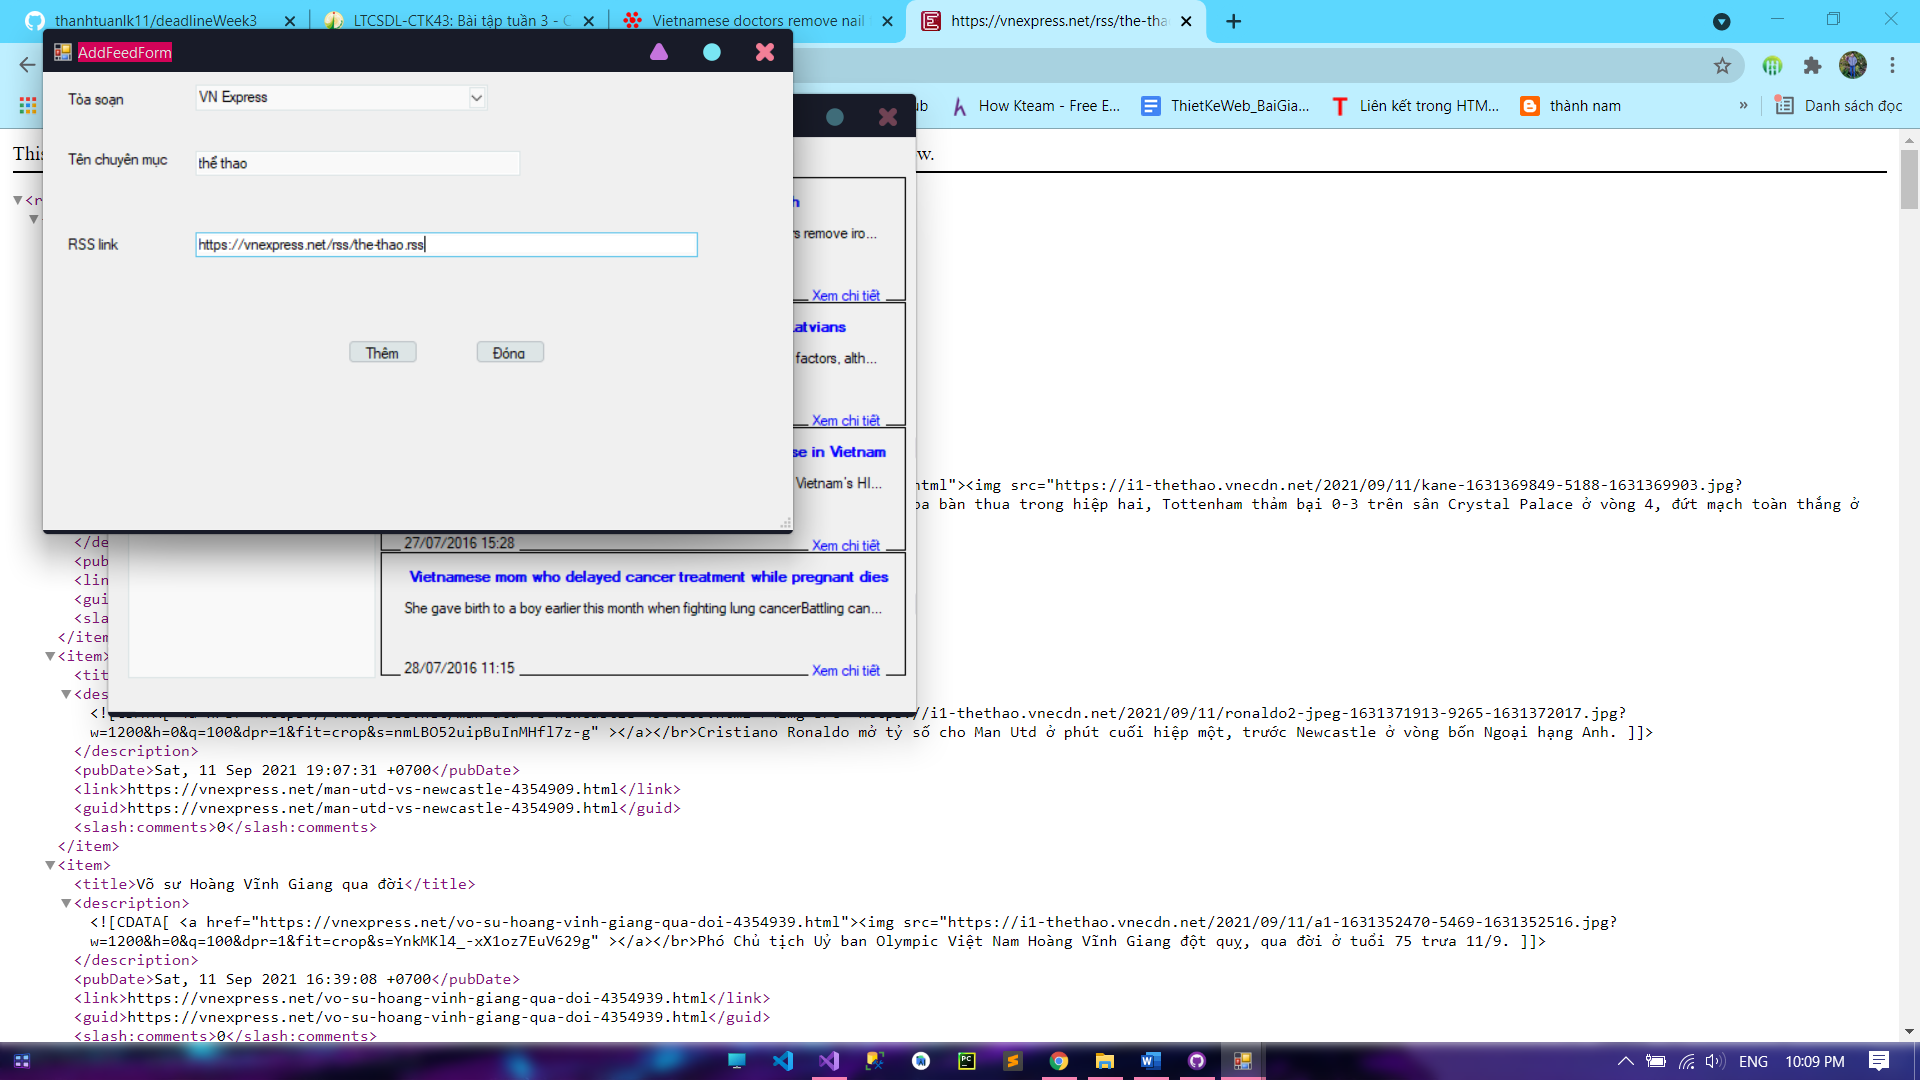 thanhtuanlk11/deadlineWeek3
LTCSDL-CTK43: Bài tập tuần 3 - C
Vietnamese doctors remove nail
https://vnexpress.net/rss/the-tha
AddFeedForm
ub
How Kteam - Free E...
ThietKeWeb_BaiGia...
Liên kết trong HTM...
thành nam
»
Danh sách đọc
Tòa soạn
VN Express
Tên chuyên mục
thể thao
RSS link
https://vnexpress.net/rss/the-thao.rss
Thêm
Đóng
This
w.
<r
h
rs remove iro...
Xem chi tiết
Latvians
factors, alth...
Xem chi tiết
se in Vietnam
Vietnam's HI...
27/07/2016 15:28
Xem chi tiết
Vietnamese mom who delayed cancer treatment while pregnant dies
She gave birth to a boy earlier this month when fighting lung cancerBattling can...
28/07/2016 11:15
Xem chi tiết
html"><img src="https://i1-thethao.vnecdn.net/2021/09/11/kane-1631369849-5188-1631369903.jpg?
ba bàn thua trong hiệp hai, Tottenham thảm bại 0-3 trên sân Crystal Palace ở vòng 4, đứt mạch toàn thắng ở
</de
<pub
<lin
<gui
<sla
</item
<item>
<tit
<des
//i1-thethao.vnecdn.net/2021/09/11/ronaldo2-jpeg-1631371913-9265-1631372017.jpg?
w=1200&h=0&q=100&dpr=1&fit=crop&s=nmLBO52uipBuInMHfl7z-g" ></a></br>Cristiano Ronaldo mở tỷ số cho Man Utd ở phút cuối hiệp một, trước Newcastle ở vòng bốn Ngoại hạng Anh. ]]>
</description>
<pubDate>Sat, 11 Sep 2021 19:07:31 +0700</pubDate>
<link>https://vnexpress.net/man-utd-vs-newcastle-4354909.html</link>
<guid>https://vnexpress.net/man-utd-vs-newcastle-4354909.html</guid>
<slash:comments>0</slash:comments>
</item>
<item>
<title>Võ sư Hoàng Vĩnh Giang qua đời</title>
<description>
<![CDATA[ <a href="https://vnexpress.net/vo-su-hoang-vinh-giang-qua-doi-4354939.html"><img src="https://i1-thethao.vnecdn.net/2021/09/11/a1-1631352470-5469-1631352516.jpg?
w=1200&h=0&q=100&dpr=1&fit=crop&s=YnkMKl4_-xX1oz7EuV629g" ></a></br>Phó Chủ tịch Uỷ ban Olympic Việt Nam Hoàng Vĩnh Giang đột quỵ, qua đời ở tuổi 75 trưa 11/9. ]]>
</description>
<pubDate>Sat, 11 Sep 2021 16:39:08 +0700</pubDate>
<link>https://vnexpress.net/vo-su-hoang-vinh-giang-qua-doi-4354939.html</link>
<guid>https://vnexpress.net/vo-su-hoang-vinh-giang-qua-doi-4354939.html</guid>
<slash:comments>0</slash:comments>
ENG
10:09 PM